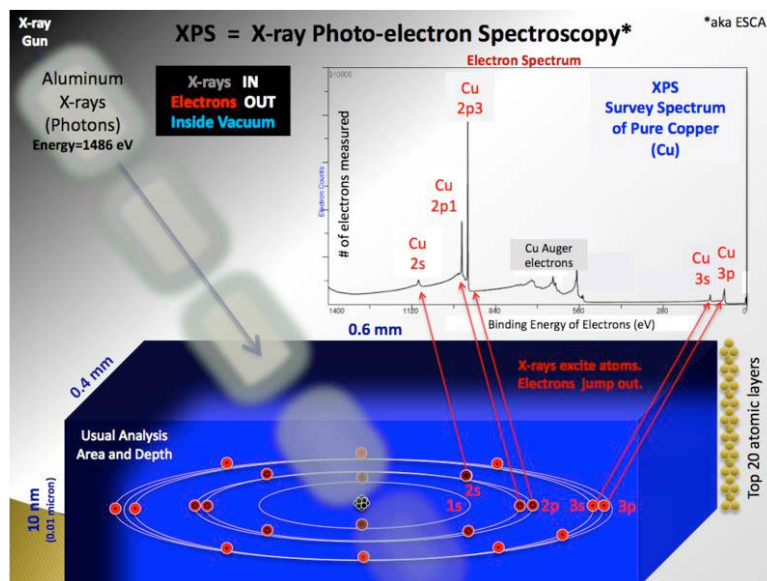 X-ray
Gun
XPS = X-ray Photo-electron Spectroscopy*
*aka ESCA
Aluminum
X-rays
(Photons)
Energy=1486 eV
X-rays IN
Electrons OUT
Inside Vacuum
Electron Spectrum
310000
Electron Counts
# of electrons measured
Cu
2p3
Cu
2p1
Cu
2s
Cu Auger
electrons
XPS
Survey Spectrum
of Pure Copper
(Cu)
Cu
3s
Cu
3p
1400
1120
840
560
280
0
Binding Energy of Electrons (eV)
0.6 mm
0.4 mm
X-rays excite atoms.
Electrons jump out.
Usual Analysis
Area and Depth
10 nm
(0.01 micron)
Top 20 atomic layers
1s
2s
2p
3s
3p